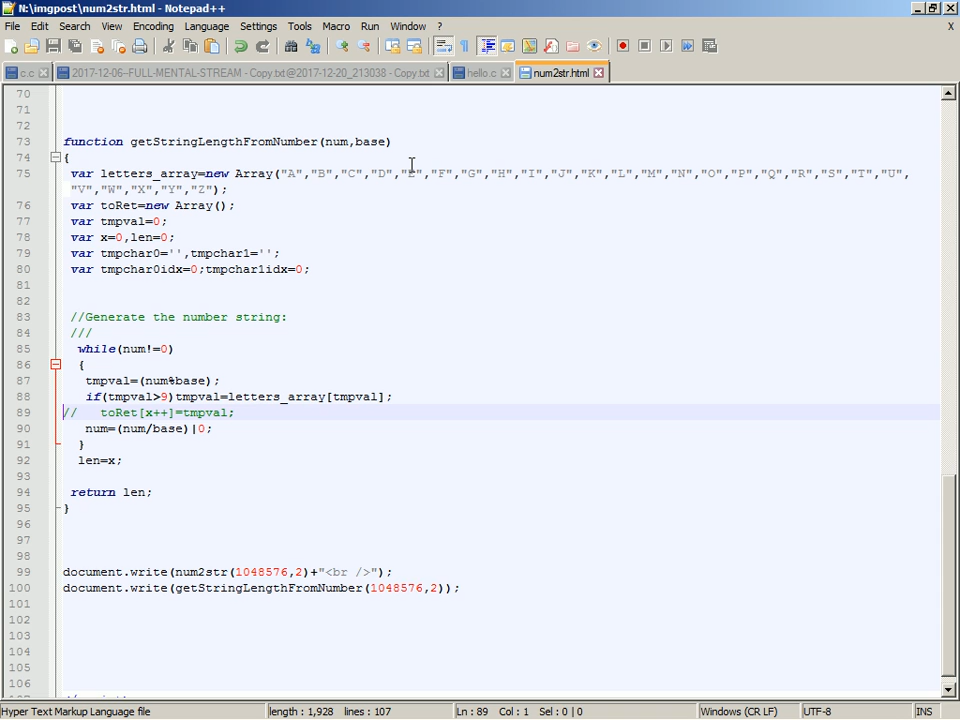 N:\imgpost\num2str.html - Notepad++
File Edit Search View Encoding Language Settings Tools Macro Run Window ? X
c.c 2017-12-06--FULL-MENTAL-STREAM - Copy.txt@2017-12-20_213038 - Copy.txt hello.c num2str.html
70
71
72
73 function getStringLengthFromNumber(num,base)
74 {
75 var letters_array=new Array("A","B","C","D","E","F","G","H","I","J","K","L","M","N","O","P","Q","R","S","T","U",
"V","W","X","Y","Z");
76 var toRet=new Array();
77 var tmpval=0;
78 var x=0,len=0;
79 var tmpchar0='',tmpchar1='';
80 var tmpchar0idx=0;tmpchar1idx=0;
81
82
83 //Generate the number string:
84 ///
85 while(num!=0)
86 {
87 tmpval=(num%base);
88 if(tmpval>9)tmpval=letters_array[tmpval];
89 // toRet[x++]=tmpval;
90 num=(num/base)|0;
91 }
92 len=x;
93
94 return len;
95 }
96
97
98
99 document.write(num2str(1048576,2)+"<br />");
100 document.write(getStringLengthFromNumber(1048576,2));
101
102
103
104
105
106
Hyper Text Markup Language file length : 1,928 lines : 107 Ln : 89 Col : 1 Sel : 0 | 0 Windows (CR LF) UTF-8 INS